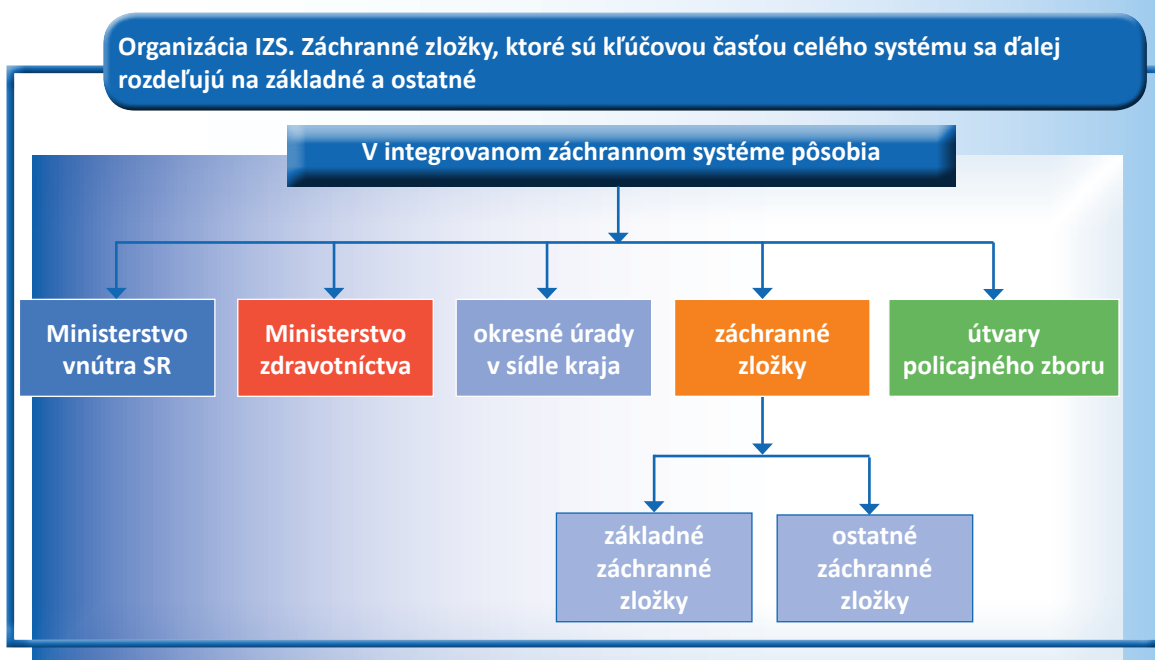 Organizácia IZS. Záchranné zložky, ktoré sú kľúčovou časťou celého systému sa ďalej
rozdeľujú na základné a ostatné
V integrovanom záchrannom systéme pôsobia
Ministerstvo
vnútra SR
Ministerstvo
zdravotníctva
okresné úrady
v sídle kraja
záchranné
zložky
útvary
policajného zboru
základné
záchranné
zložky
ostatné
záchranné
zložky